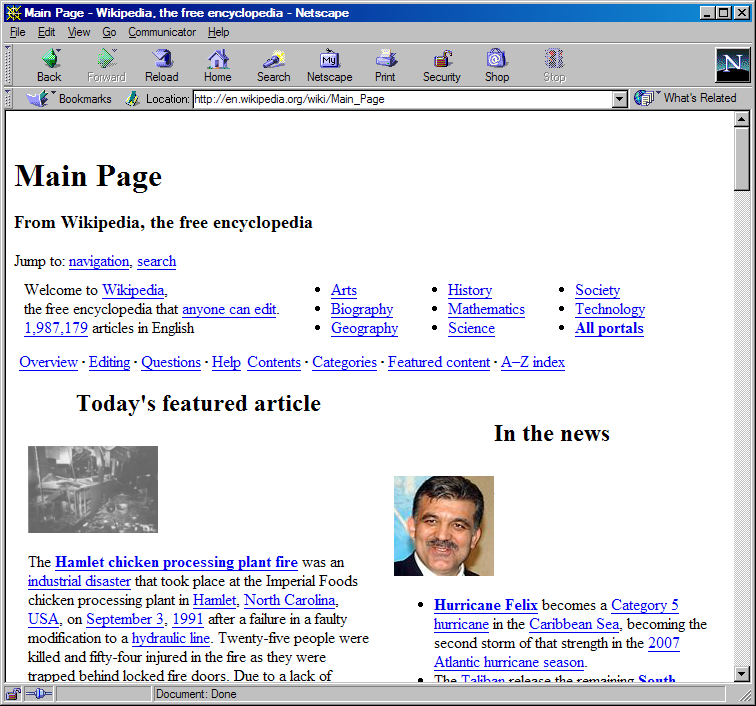 Main Page - Wikipedia, the free encyclopedia - Netscape
File Edit View Go Communicator Help
Back Forward Reload Home Search Netscape Print Security Shop Stop
My
N
Bookmarks Location: http://en.wikipedia.org/wiki/Main_Page What's Related
Main Page
From Wikipedia, the free encyclopedia
Jump to: navigation, search
Welcome to Wikipedia,
the free encyclopedia that anyone can edit.
1,987,179 articles in English
• Arts
• Biography
• Geography
• History
• Mathematics
• Science
• Society
• Technology
• All portals
Overview · Editing · Questions · Help Contents · Categories · Featured content · A–Z index
Today's featured article
The Hamlet chicken processing plant fire was an
industrial disaster that took place at the Imperial Foods
chicken processing plant in Hamlet, North Carolina,
USA, on September 3, 1991 after a failure in a faulty
modification to a hydraulic line. Twenty-five people were
killed and fifty-four injured in the fire as they were
trapped behind locked fire doors. Due to a lack of
In the news
• Hurricane Felix becomes a Category 5
hurricane in the Caribbean Sea, becoming the
second storm of that strength in the 2007
Atlantic hurricane season.
• The Taliban release the remaining South
Document: Done